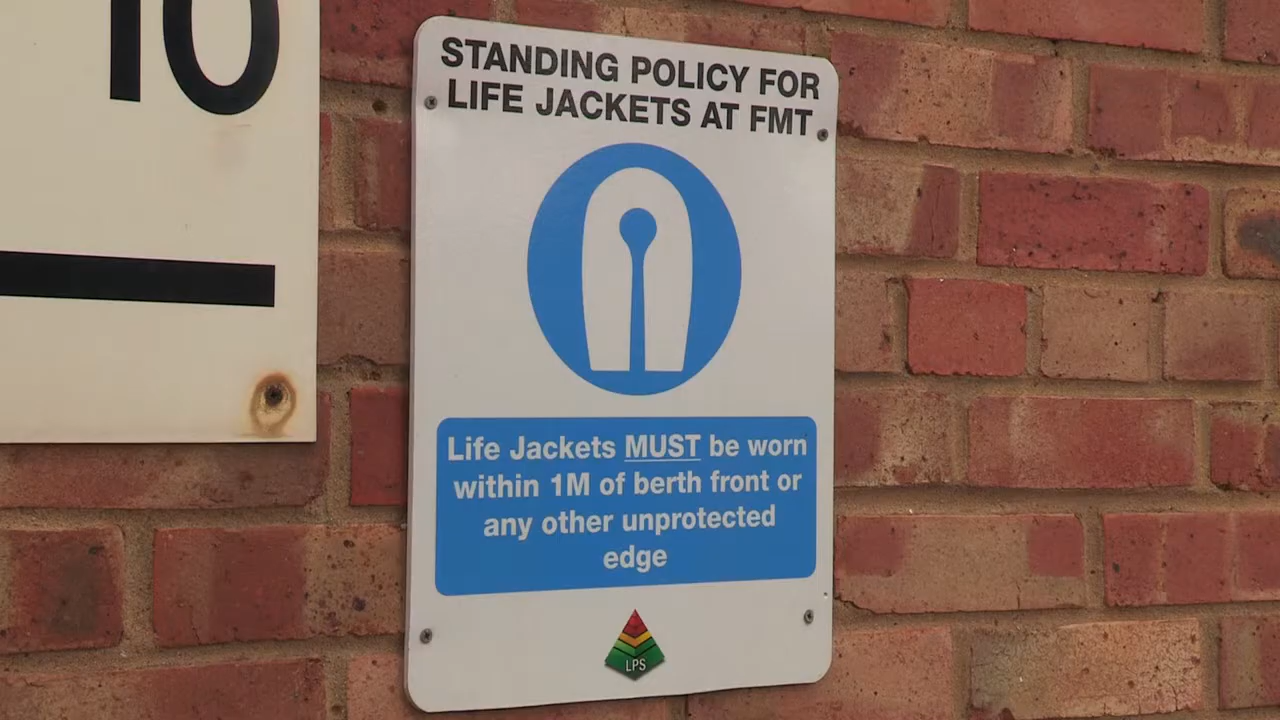 10
STANDING POLICY FOR
LIFE JACKETS AT FMT
Life Jackets MUST be worn
within 1M of berth front or
any other unprotected
edge
LPS